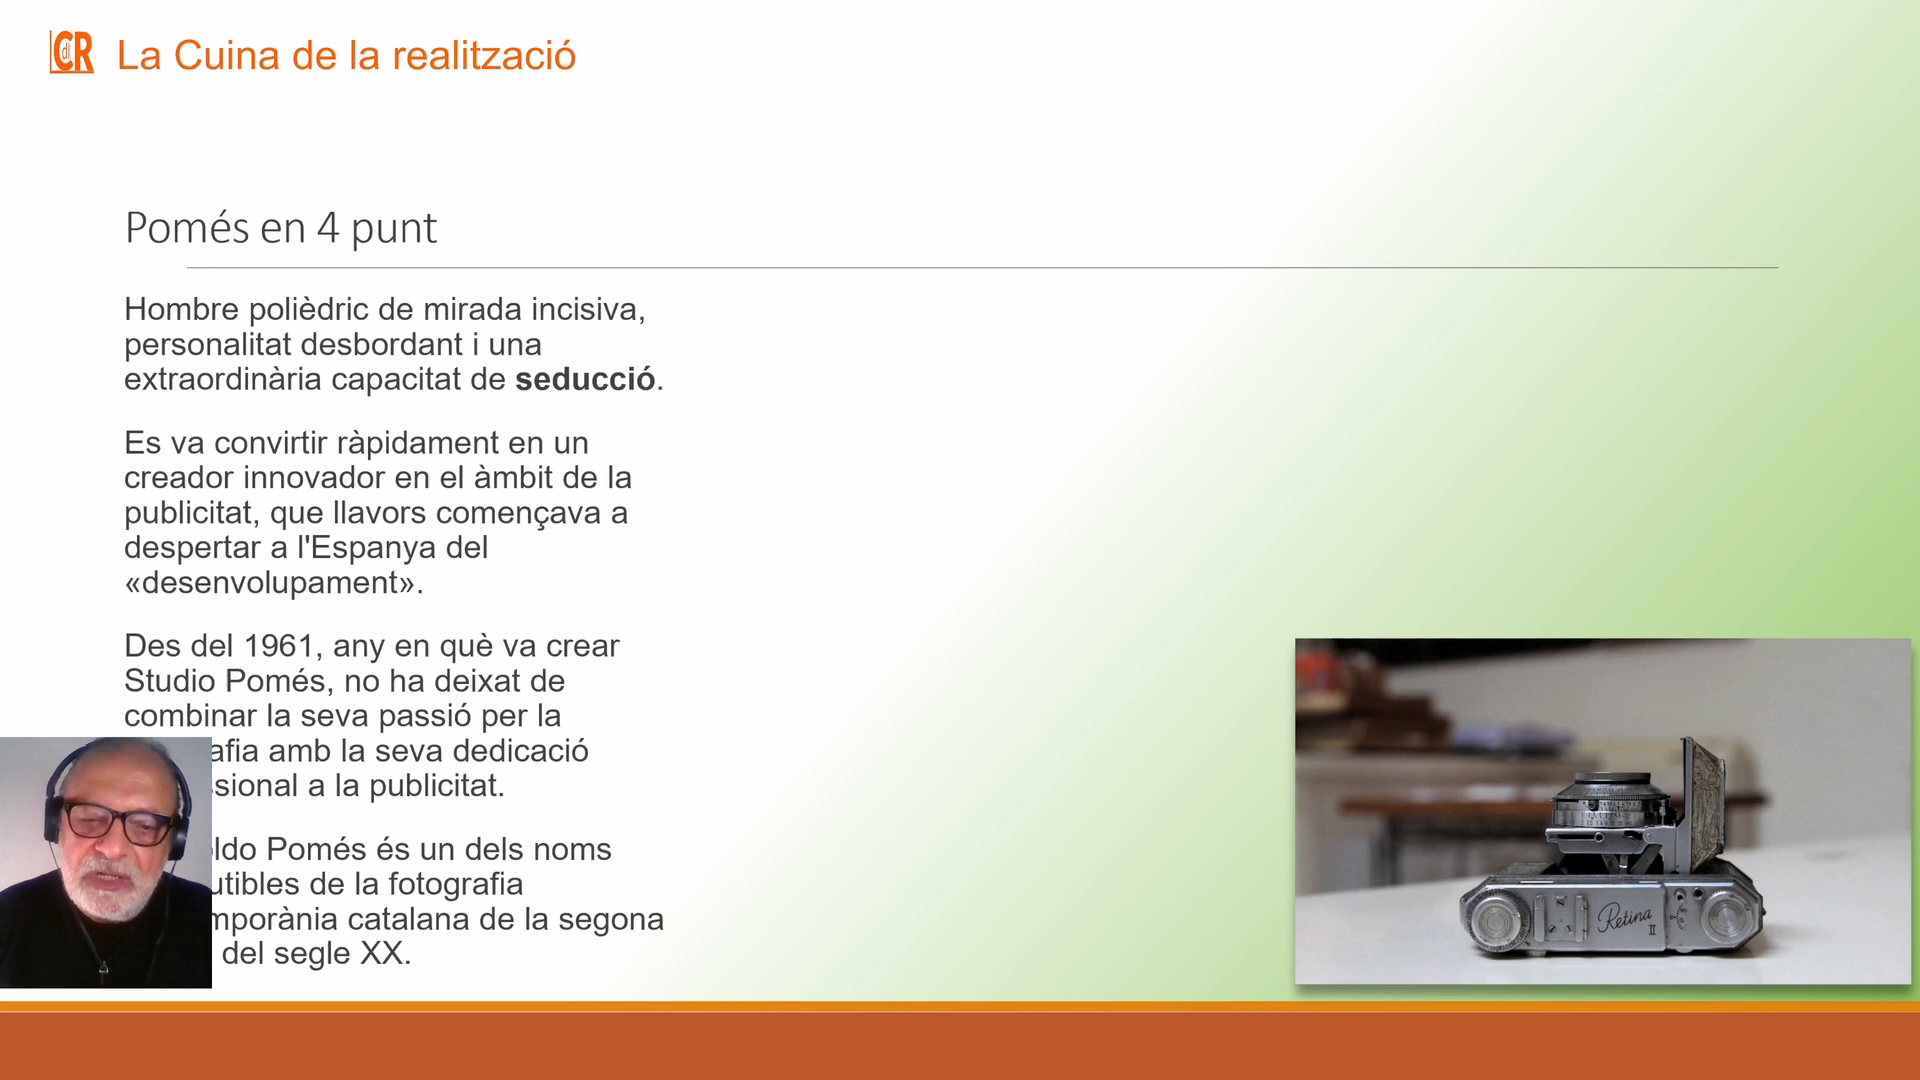 CdlR La Cuina de la realització
Pomés en 4 punt
Hombre polièdric de mirada incisiva,
personalitat desbordant i una
extraordinària capacitat de seducció.
Es va convirtir ràpidament en un
creador innovador en el àmbit de la
publicitat, que llavors començava a
despertar a l'Espanya del
«desenvolupament».
Des del 1961, any en què va crear
Studio Pomés, no ha deixat de
combinar la seva passió per la
afia amb la seva dedicació
sional a la publicitat.
ldo Pomés és un dels noms
utibles de la fotografia
mporània catalana de la segona
del segle XX.
Retina
II